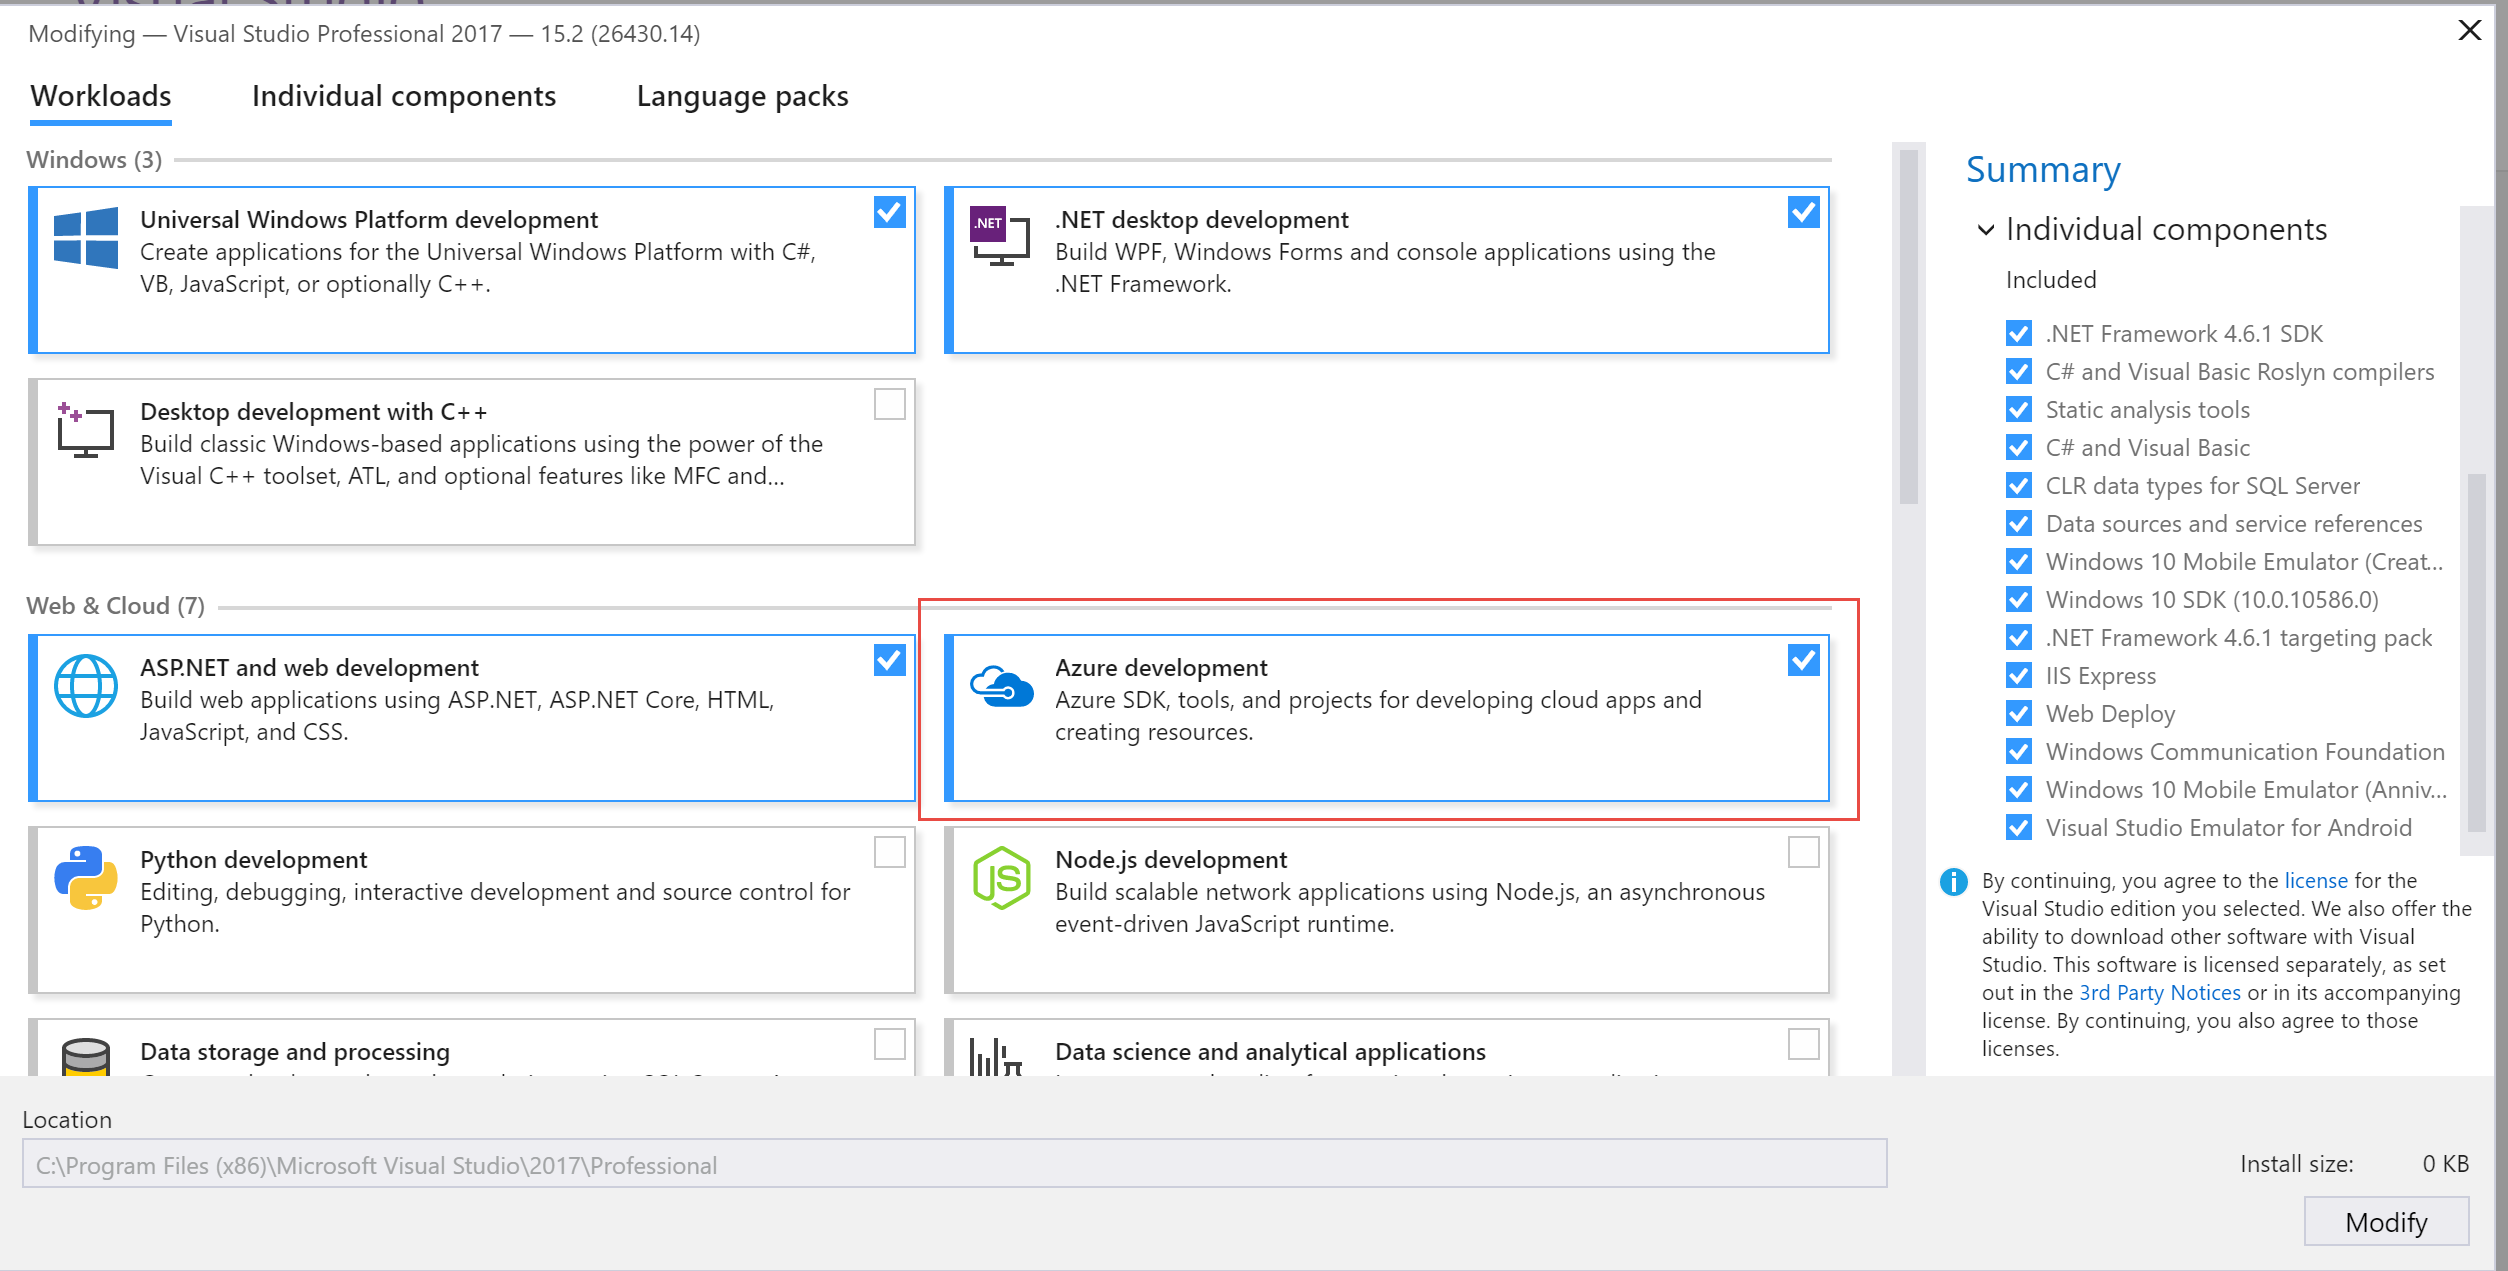 Modifying — Visual Studio Professional 2017 — 15.2 (26430.14)
Workloads
Individual components
Language packs
Windows (3)
Universal Windows Platform development
Create applications for the Universal Windows Platform with C#,
VB, JavaScript, or optionally C++.
.NET
.NET desktop development
Build WPF, Windows Forms and console applications using the
.NET Framework.
Desktop development with C++
Build classic Windows-based applications using the power of the
Visual C++ toolset, ATL, and optional features like MFC and...
Web & Cloud (7)
ASP.NET and web development
Build web applications using ASP.NET, ASP.NET Core, HTML,
JavaScript, and CSS.
Azure development
Azure SDK, tools, and projects for developing cloud apps and
creating resources.
Python development
Editing, debugging, interactive development and source control for
Python.
JS
Node.js development
Build scalable network applications using Node.js, an asynchronous
event-driven JavaScript runtime.
Data storage and processing
Data science and analytical applications
Summary
Individual components
Included
.NET Framework 4.6.1 SDK
C# and Visual Basic Roslyn compilers
Static analysis tools
C# and Visual Basic
CLR data types for SQL Server
Data sources and service references
Windows 10 Mobile Emulator (Creat...
Windows 10 SDK (10.0.10586.0)
.NET Framework 4.6.1 targeting pack
IIS Express
Web Deploy
Windows Communication Foundation
Windows 10 Mobile Emulator (Anniv...
Visual Studio Emulator for Android
By continuing, you agree to the license for the
Visual Studio edition you selected. We also offer the
ability to download other software with Visual
Studio. This software is licensed separately, as set
out in the 3rd Party Notices or in its accompanying
license. By continuing, you also agree to those
licenses.
Location
C:\Program Files (x86)\Microsoft Visual Studio\2017\Professional
Install size: 0 KB
Modify